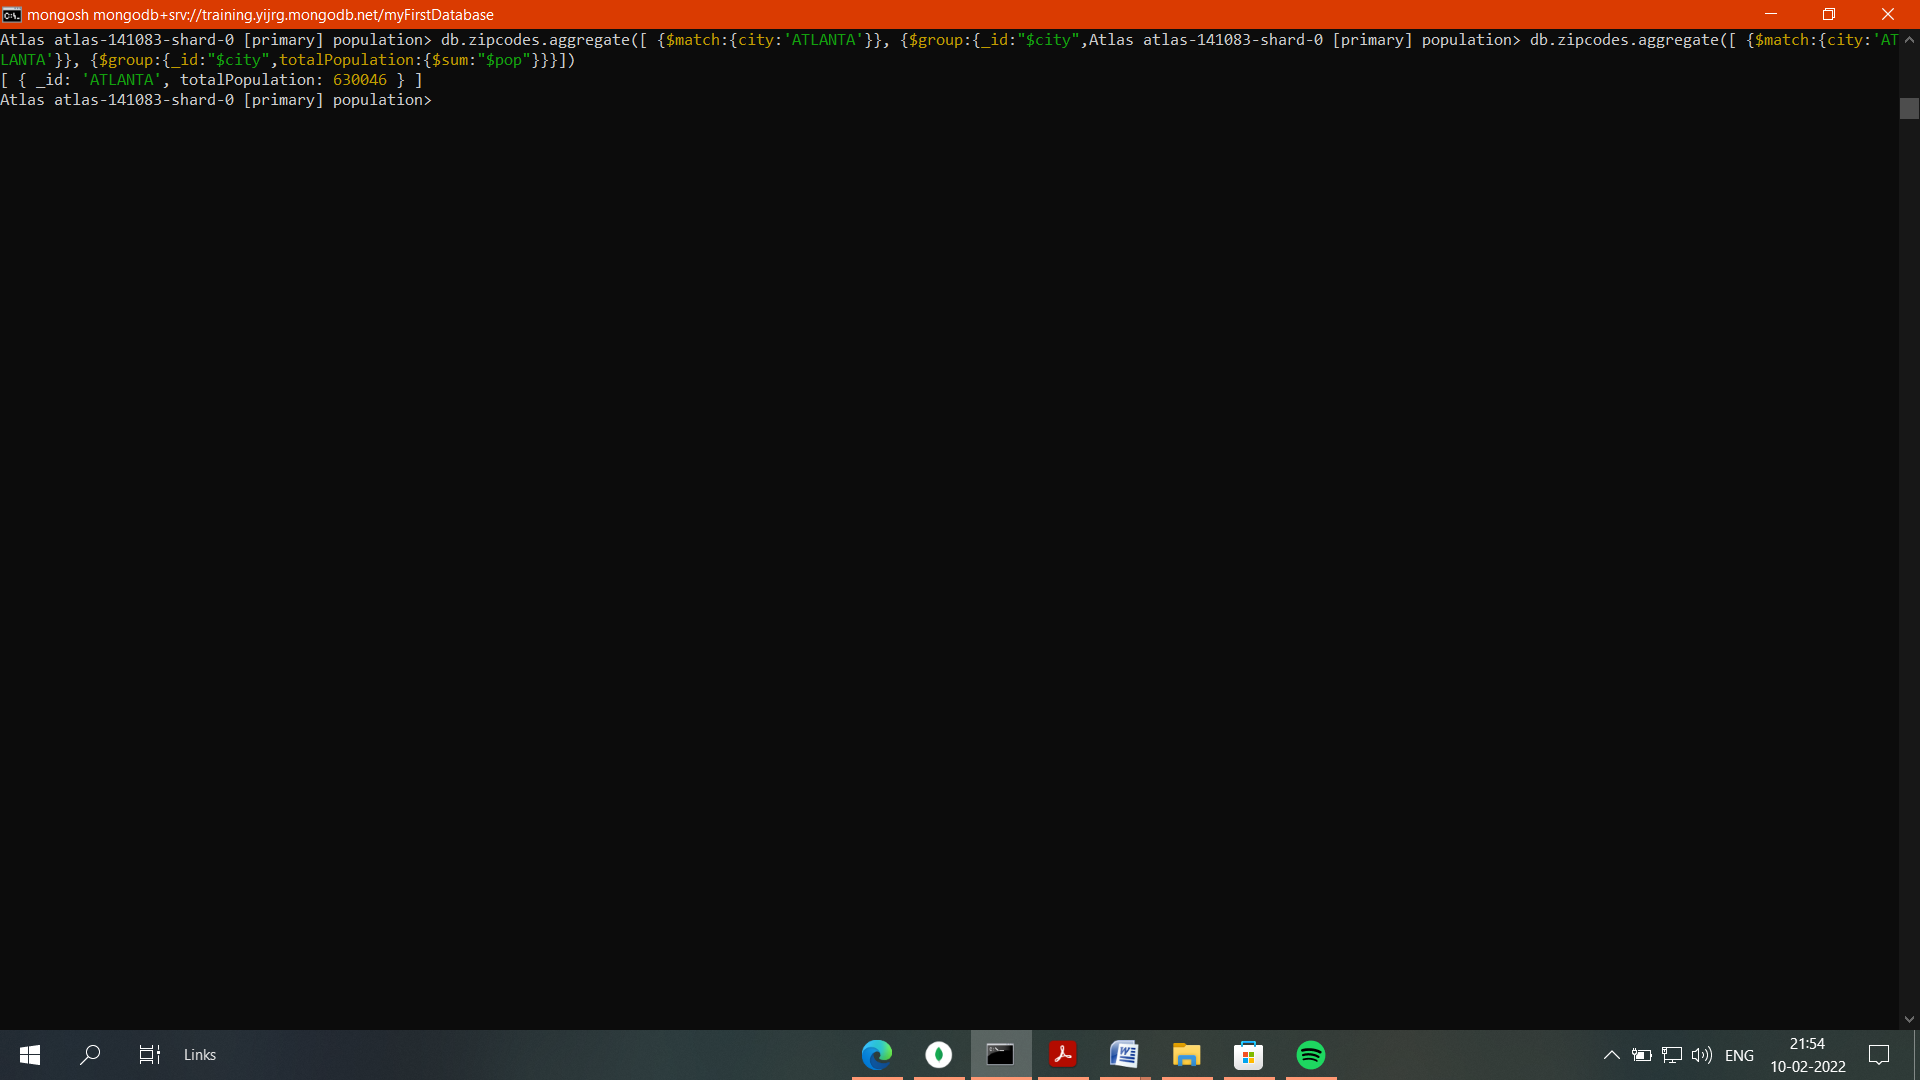 mongosh mongodb+srv://training.yijrg.mongodb.net/myFirstDatabase
Atlas atlas-141083-shard-0 [primary] population> db.zipcodes.aggregate([ {$match:{city:'ATLANTA'}}, {$group:{_id:"$city",Atlas atlas-141083-shard-0 [primary] population> db.zipcodes.aggregate([ {$match:{city:'AT
LANTA'}}, {$group:{_id:"$city",totalPopulation:{$sum:"$pop"}}}])
[ { _id: 'ATLANTA', totalPopulation: 630046 } ]
Atlas atlas-141083-shard-0 [primary] population>
Links
ENG
21:54
10-02-2022